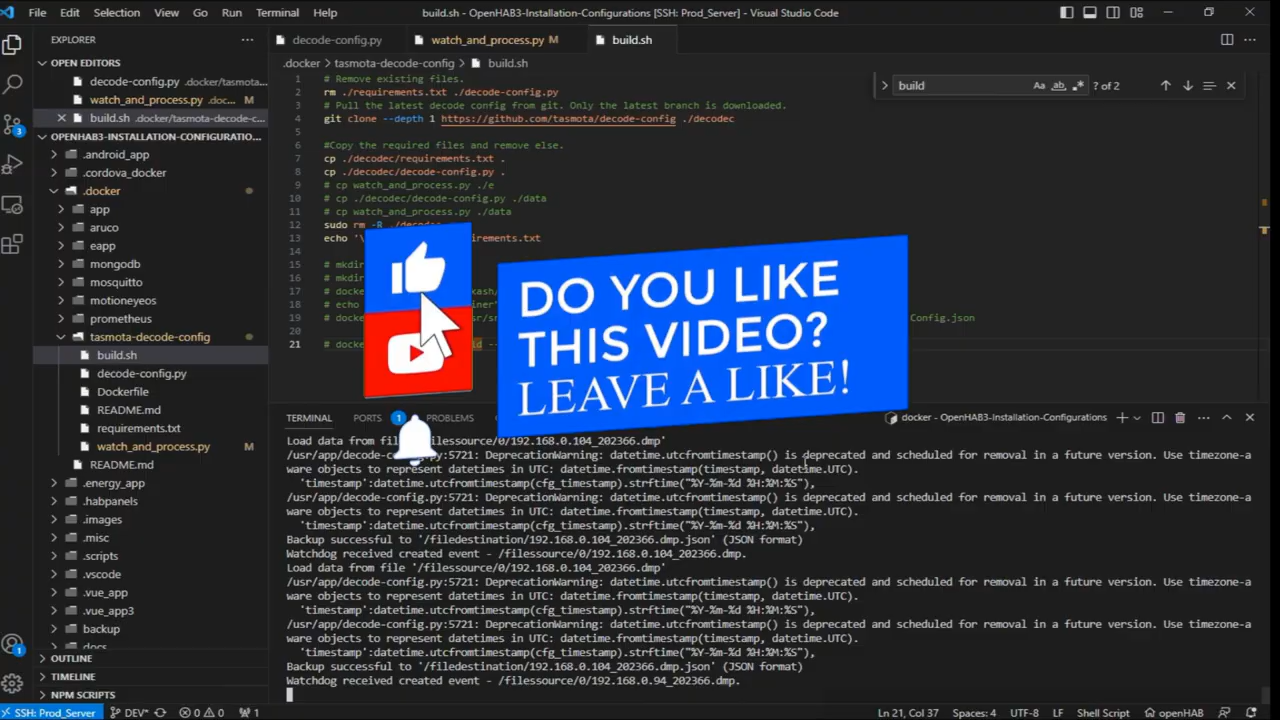 File Edit Selection View Go Run Terminal Help
build.sh - OpenHAB3-Installation-Configurations [SSH: Prod_Server] - Visual Studio Code
EXPLORER
OPEN EDITORS
decode-config.py .docker/tasmota...
watch_and_process.py .doc... M
build.sh .docker/tasmota-decode-c...
OPENHAB3-INSTALLATION-CONFIGURATIO...
.android_app
.cordova_docker
.docker
app
aruco
eapp
mongodb
mosquitto
motioneyeos
prometheus
tasmota-decode-config
build.sh
decode-config.py
Dockerfile
README.md
requirements.txt
watch_and_process.py M
README.md
.energy_app
.habpanels
.images
.misc
.scripts
.vscode
.vue_app
.vue_app3
backup
docs
OUTLINE
TIMELINE
NPM SCRIPTS
decode-config.py
watch_and_process.py M
build.sh
.docker > tasmota-decode-config > build.sh
build Aa ab .* ? of 2
1 # Remove existing files.
2 rm ./requirements.txt ./decode-config.py
3 # Pull the latest decode config from git. Only the latest branch is downloaded.
4 git clone --depth 1 https://github.com/tasmota/decode-config ./decodec
5
6 #Copy the required files and remove else.
7 cp ./decodec/requirements.txt .
8 cp ./decodec/decode-config.py .
9 # cp watch_and_process.py ./e
10 # cp ./decodec/decode-config.py ./data
11 # cp watch_and_process.py ./data
12 sudo rm -R
13 echo
14
15 # mkdi
16 # mkdi
17 # docke
18 # echo
19 # docke Config.json
20
21 # docke
DO YOU LIKE
THIS VIDEO?
LEAVE A LIKE!
TERMINAL PORTS 1 PROBLEMS
docker - OpenHAB3-Installation-Configurations
Load data from filesource/0/192.168.0.104_202366.dmp'
/usr/app/decode-co :5721: DeprecationWarning: datetime.utcfromtimestamp() is deprecated and scheduled for removal in a future version. Use timezone-a
ware objects to represent datetimes in UTC: datetime.fromtimestamp(timestamp, datetime.UTC).
'timestamp':datetime.utcfromtimestamp(cfg_timestamp).strftime("%Y-%m-%d %H:%M:%S"),
/usr/app/decode-config.py:5721: DeprecationWarning: datetime.utcfromtimestamp() is deprecated and scheduled for removal in a future version. Use timezone-a
ware objects to represent datetimes in UTC: datetime.fromtimestamp(timestamp, datetime.UTC).
'timestamp':datetime.utcfromtimestamp(cfg_timestamp).strftime("%Y-%m-%d %H:%M:%S"),
Backup successful to '/filedestination/192.168.0.104_202366.dmp.json' (JSON format)
Watchdog received created event - /filesource/0/192.168.0.104_202366.dmp.
Load data from file '/filesource/0/192.168.0.104_202366.dmp'
/usr/app/decode-config.py:5721: DeprecationWarning: datetime.utcfromtimestamp() is deprecated and scheduled for removal in a future version. Use timezone-a
ware objects to represent datetimes in UTC: datetime.fromtimestamp(timestamp, datetime.UTC).
'timestamp':datetime.utcfromtimestamp(cfg_timestamp).strftime("%Y-%m-%d %H:%M:%S"),
/usr/app/decode-config.py:5721: DeprecationWarning: datetime.utcfromtimestamp() is deprecated and scheduled for removal in a future version. Use timezone-a
ware objects to represent datetimes in UTC: datetime.fromtimestamp(timestamp, datetime.UTC).
'timestamp':datetime.utcfromtimestamp(cfg_timestamp).strftime("%Y-%m-%d %H:%M:%S"),
Backup successful to '/filedestination/192.168.0.104_202366.dmp.json' (JSON format)
Watchdog received created event - /filesource/0/192.168.0.94_202366.dmp.
SSH: Prod_Server DEV* 0 0 1 Ln 21, Col 37 Spaces: 4 UTF-8 LF Shell Script openHAB